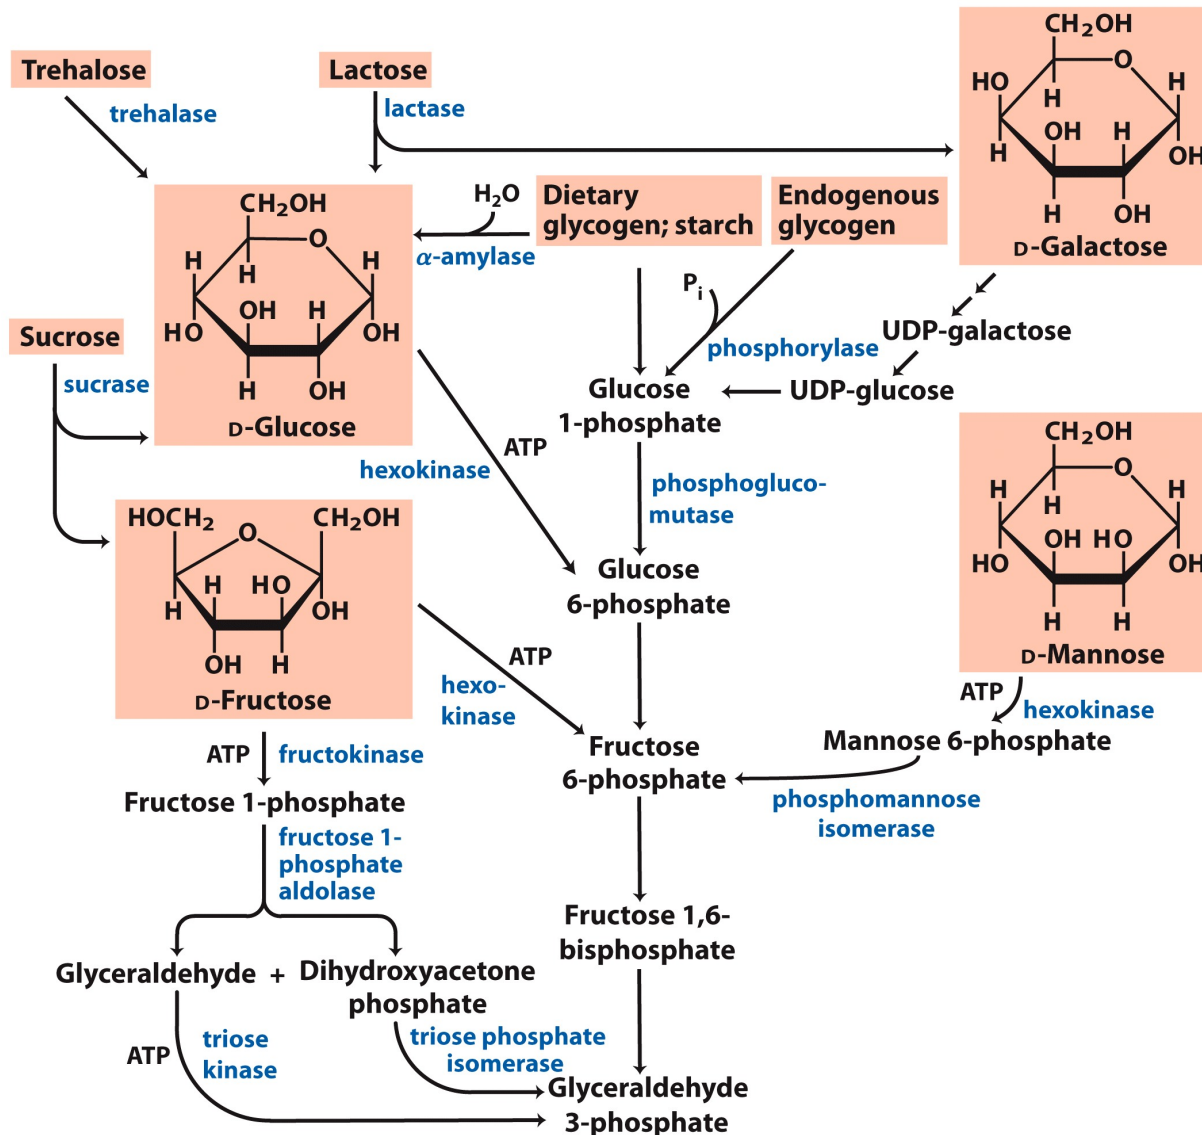 Trehalose
trehalase
Lactose
lactase
CH₂OH
O
HO
H
H
OH
H
H
OH
H
OH
D-Galactose
CH₂OH
O
H
H
H
OH
H
HO
OH
H
OH
D-Glucose
H₂O
α-amylase
Dietary
glycogen; starch
Endogenous
glycogen
Pᵢ
phosphorylase
UDP-galactose
UDP-glucose
Glucose
1-phosphate
Sucrose
sucrase
ATP
hexokinase
phosphogluco-
mutase
Glucose
6-phosphate
CH₂OH
O
H
H
H
OH
HO
HO
OH
H
H
D-Mannose
ATP
hexokinase
Mannose 6-phosphate
phosphomannose
isomerase
HOCH₂
O
CH₂OH
H
HO
H
OH
OH
H
D-Fructose
ATP
hexo-
kinase
Fructose
6-phosphate
ATP
fructokinase
Fructose 1-phosphate
fructose 1-
phosphate
aldolase
Fructose 1,6-
bisphosphate
Glyceraldehyde + Dihydroxyacetone
phosphate
ATP
triose
kinase
triose phosphate
isomerase
Glyceraldehyde
3-phosphate